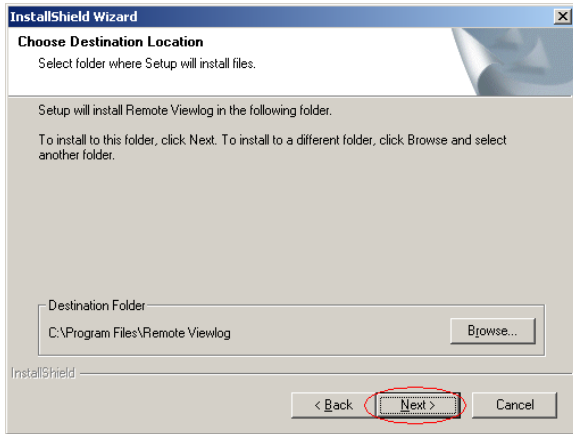 InstallShield Wizard
Choose Destination Location
Select folder where Setup will install files.
Setup will install Remote Viewlog in the following folder.
To install to this folder, click Next. To install to a different folder, click Browse and select
another folder.
Destination Folder
C:\Program Files\Remote Viewlog
Browse...
InstallShield
< Back
Next >
Cancel